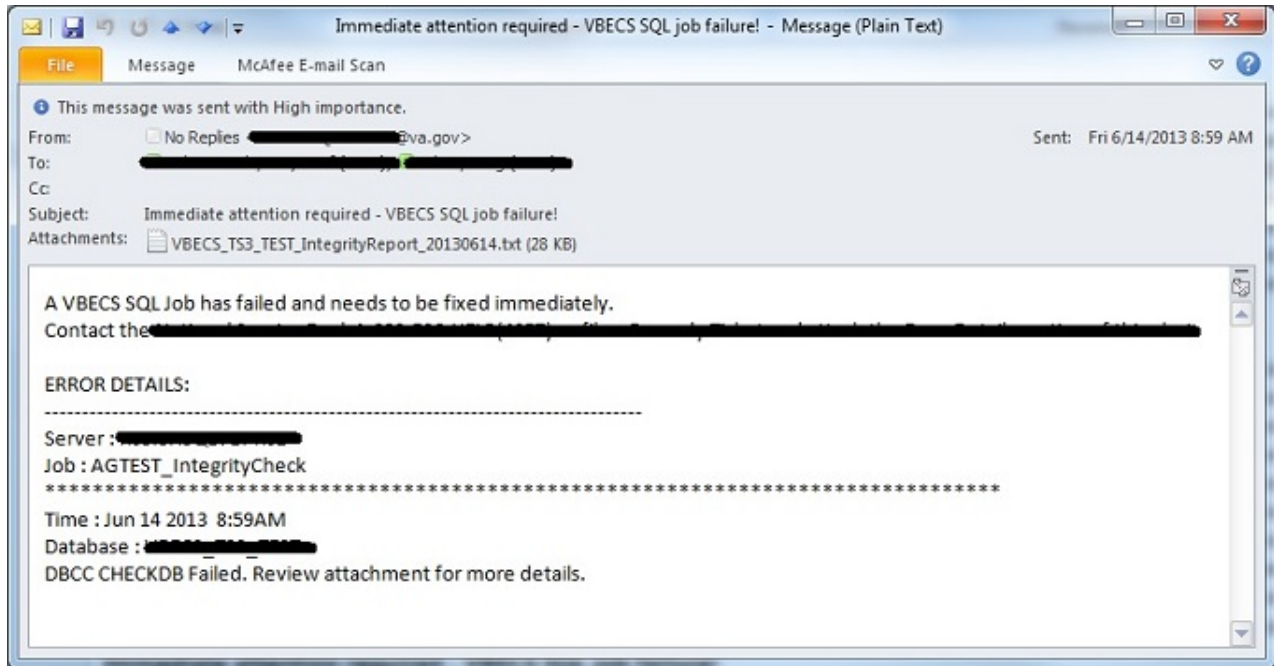 Immediate attention required - VBECS SQL job failure! - Message (Plain Text)
File Message McAfee E-mail Scan
This message was sent with High importance.
From: No Replies @va.gov> Sent: Fri 6/14/2013 8:59 AM
To:
Cc:
Subject: Immediate attention required - VBECS SQL job failure!
Attachments: VBECS_TS3_TEST_IntegrityReport_20130614.txt (28 KB)
A VBECS SQL Job has failed and needs to be fixed immediately.
Contact the
ERROR DETAILS:
--------------------------------------------------------------------------------
Server :
Job : AGTEST_IntegrityCheck
********************************************************************************
Time : Jun 14 2013 8:59AM
Database :
DBCC CHECKDB Failed. Review attachment for more details.